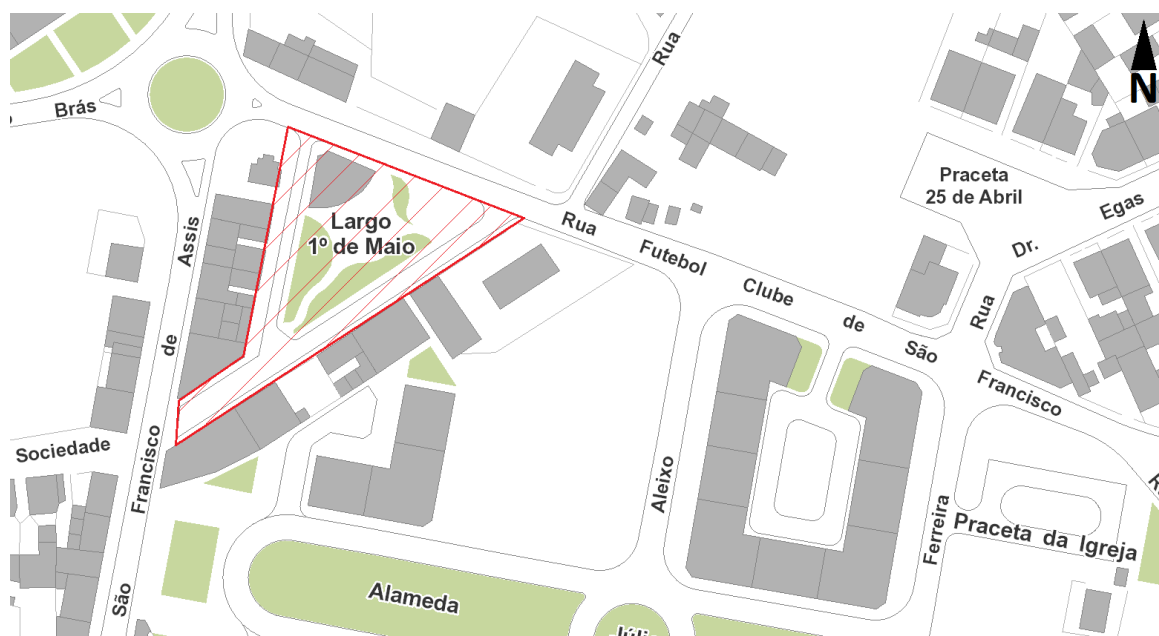 N
Rua
Brás
Praceta
25 de Abril
Largo
1º de Maio
Rua Futebol Clube de São Francisco
Rua Dr. Egas
São Francisco de Assis
Sociedade
Aleixo
Ferreira
Praceta da Igreja
Alameda